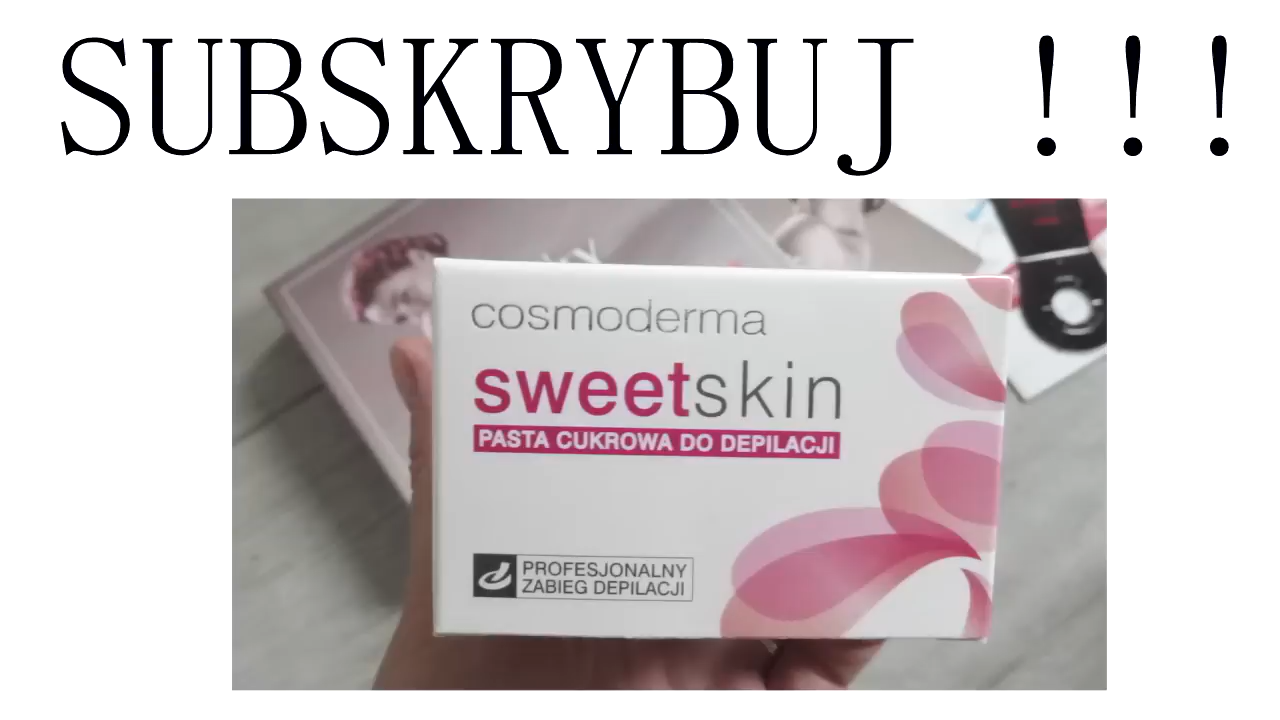 SUBSKRYBUJ !!!
cosmoderma
sweetskin
PASTA CUKROWA DO DEPILACJI
PROFESJONALNY
ZABIEG DEPILACJI